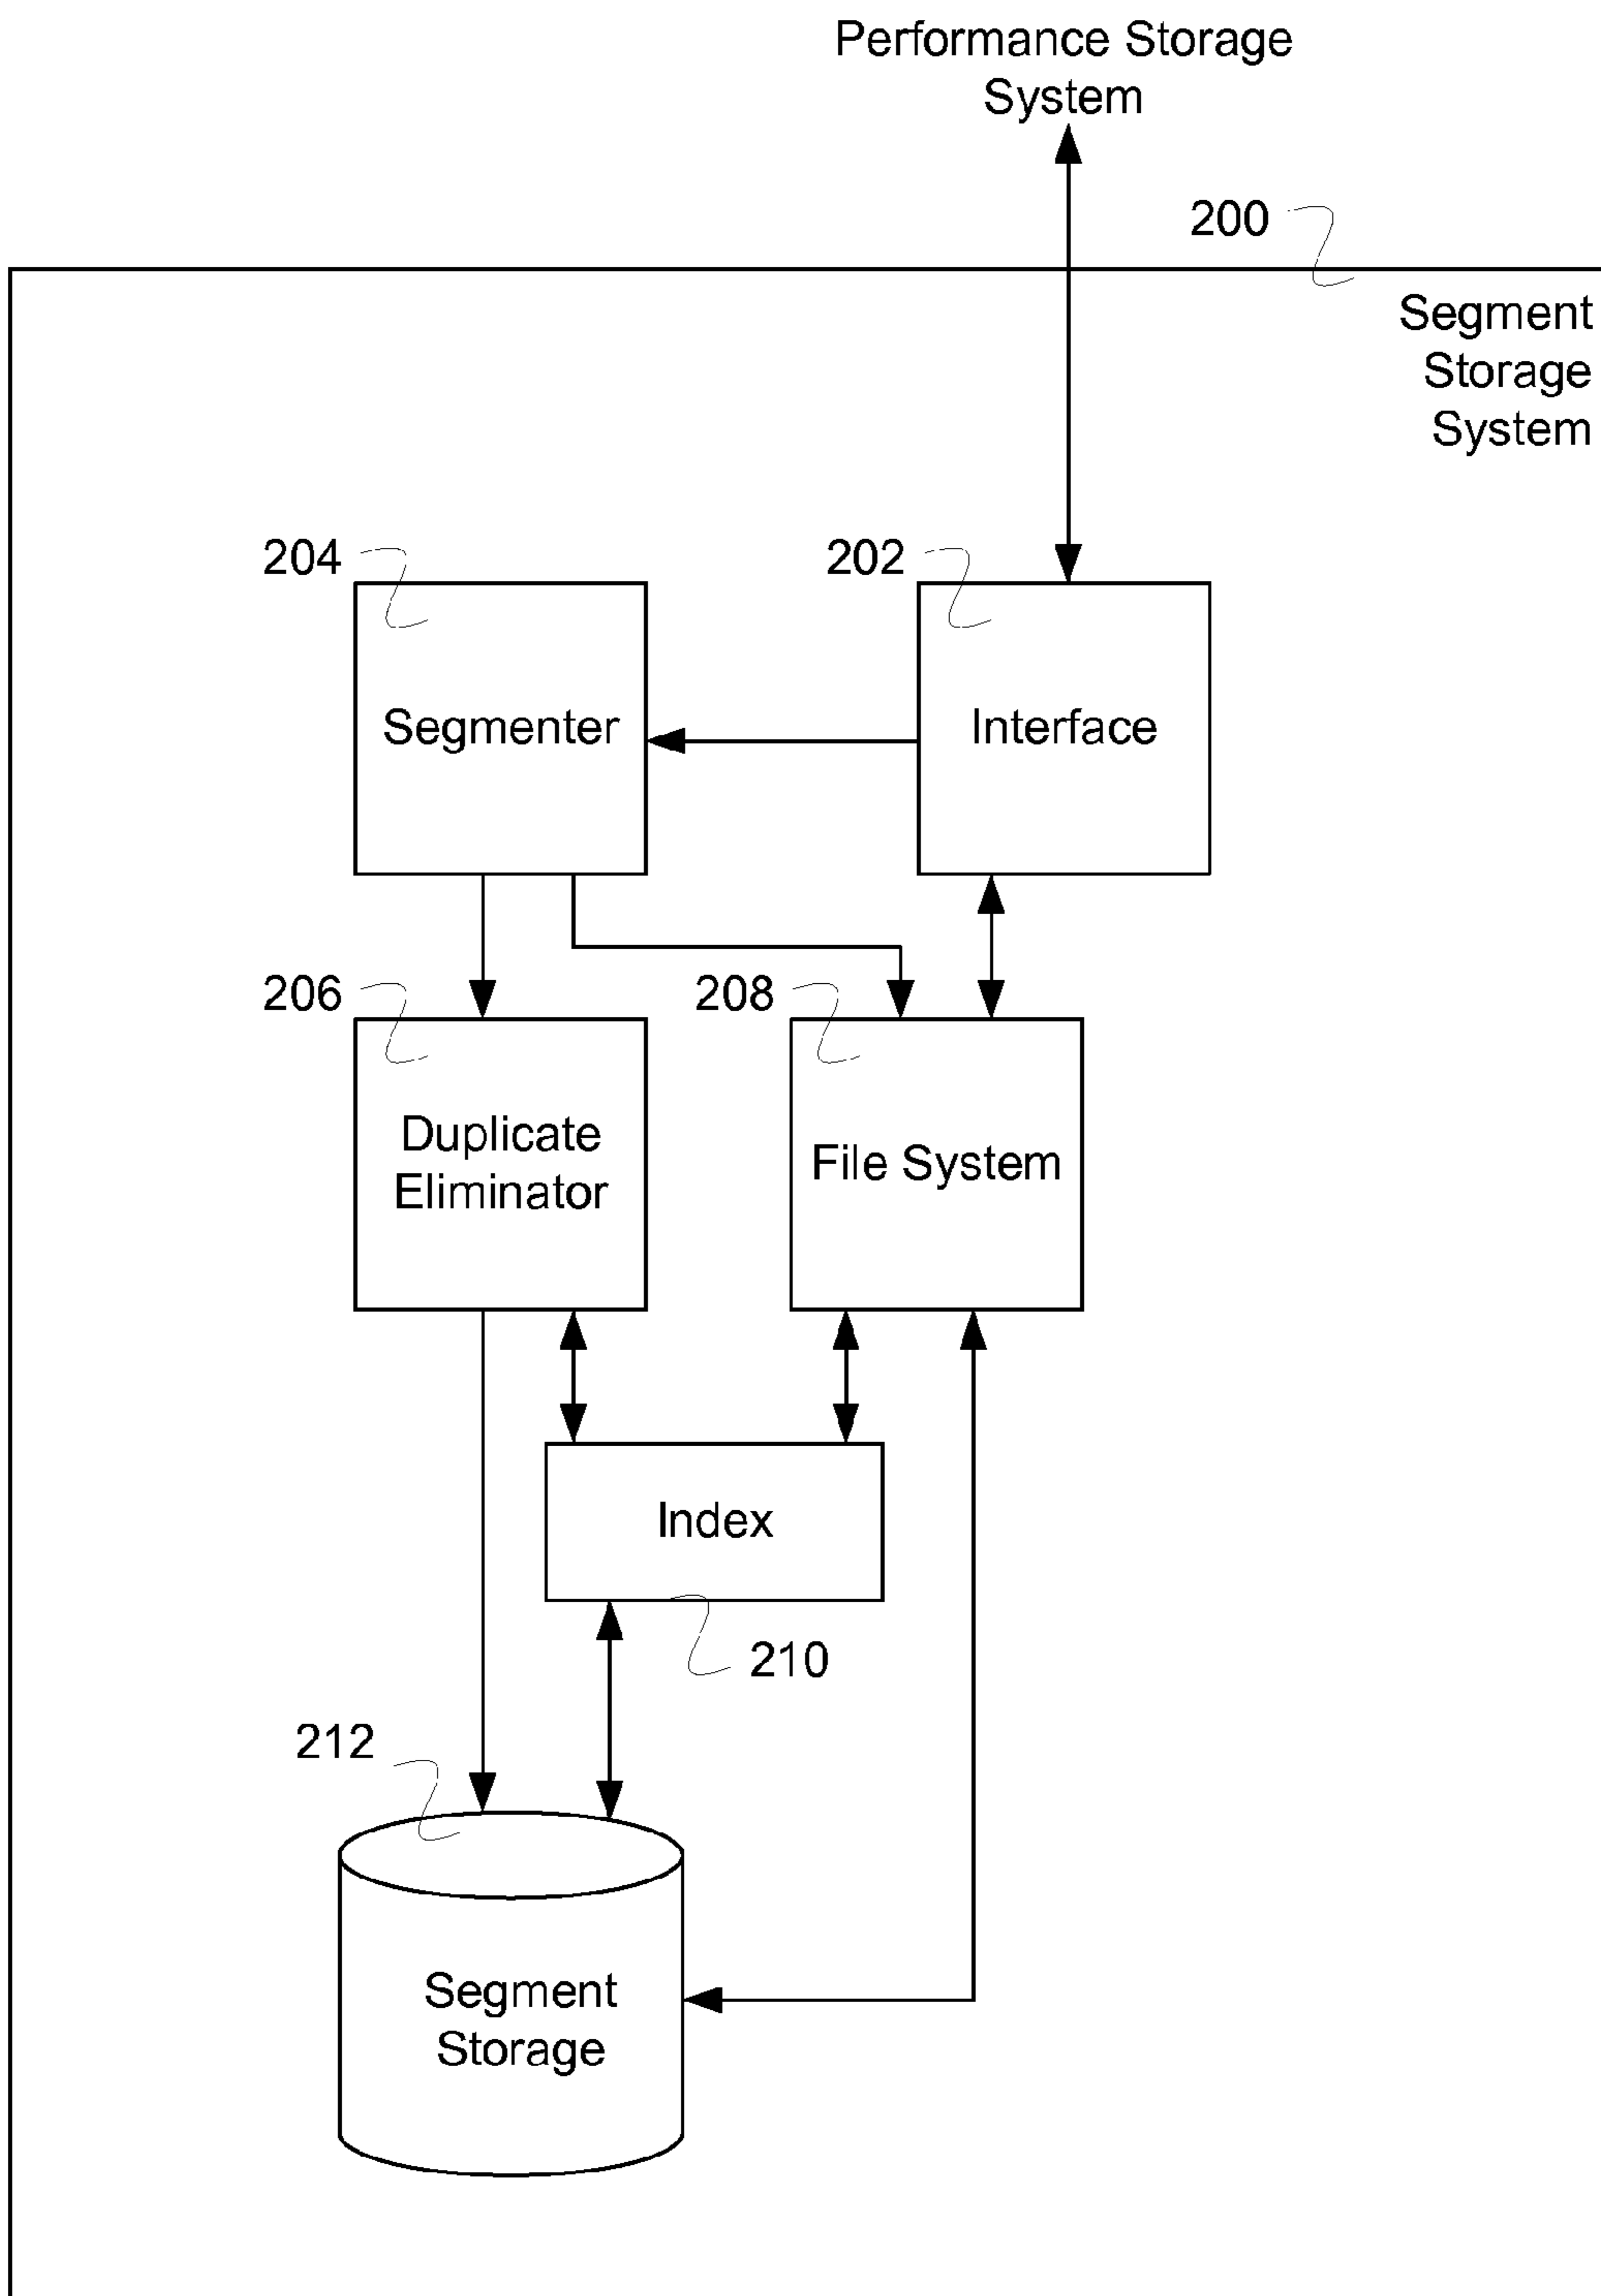 Performance Storage
System
200
Segment
Storage
System
204
202
Segmenter
Interface
206
208
Duplicate
Eliminator
File System
Index
210
212
Segment
Storage